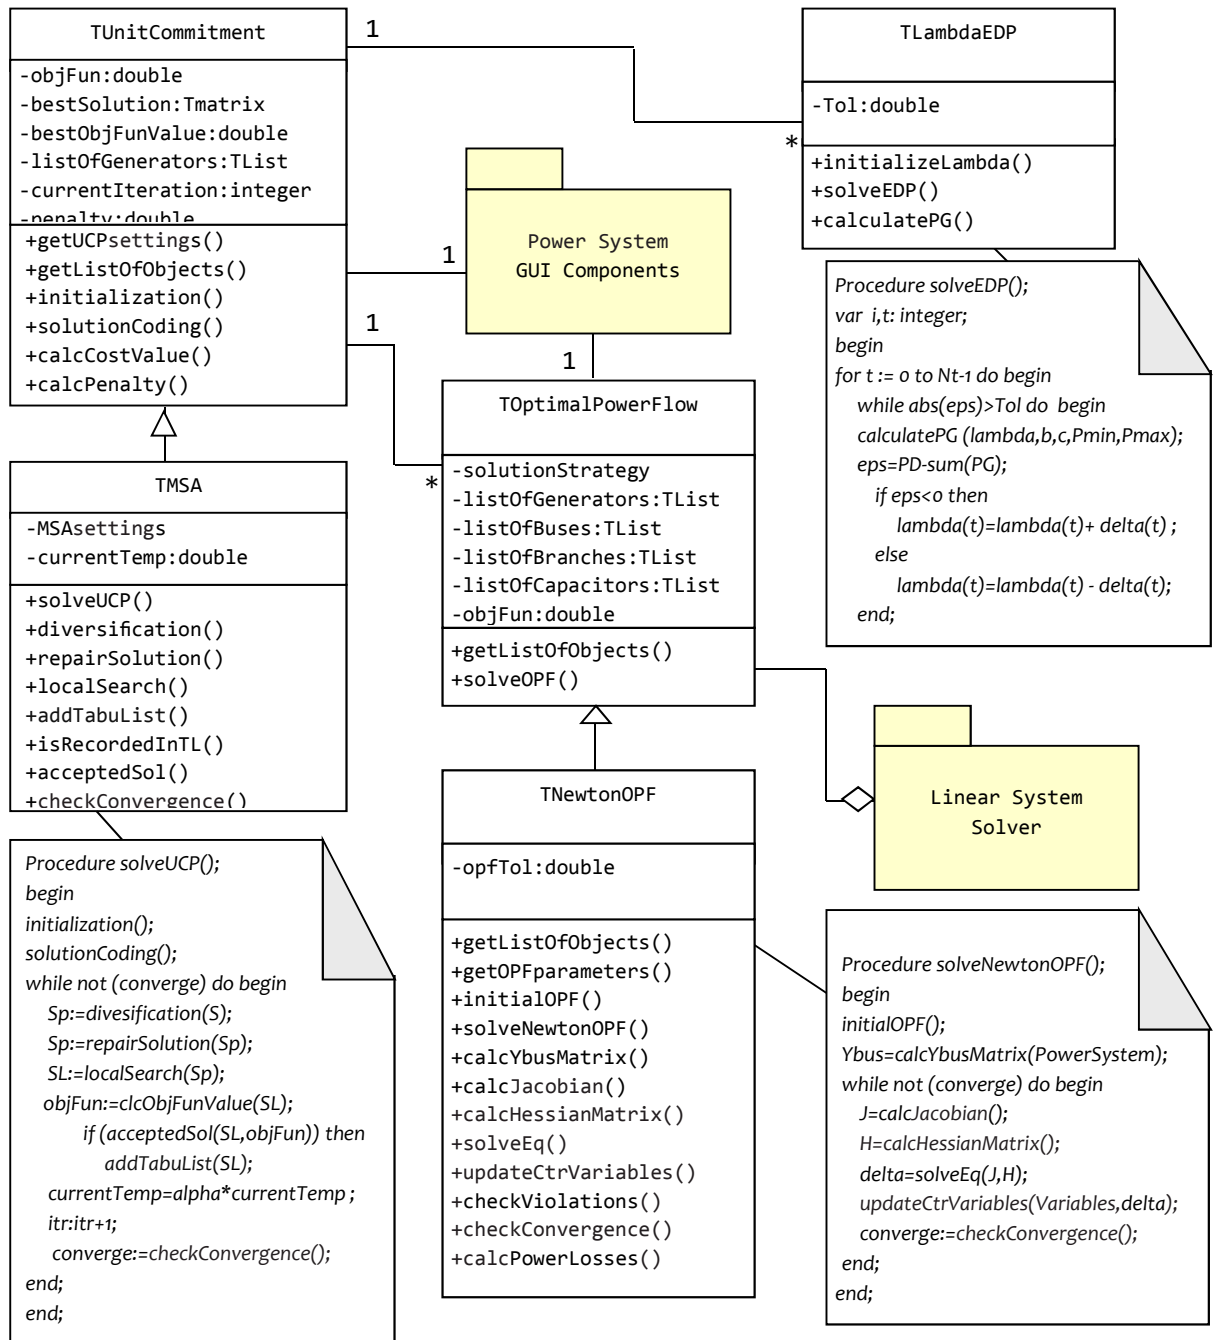 TUnitCommitment
-objFun:double
-bestSolution:Tmatrix
-bestObjFunValue:double
-listOfGenerators:TList
-currentIteration:integer
-penalty:double
+getUCPsettings()
+getListOfObjects()
+initialization()
+solutionCoding()
+calcCostValue()
+calcPenalty()
1
*
TLambdaEDP
-Tol:double
+initializeLambda()
+solveEDP()
+calculatePG()
Power System
GUI Components
1
1
1
*
Procedure solveEDP();
var i,t: integer;
begin
for t := 0 to Nt-1 do begin
while abs(eps)>Tol do begin
calculatePG (lambda,b,c,Pmin,Pmax);
eps=PD-sum(PG);
if eps<0 then
lambda(t)=lambda(t)+ delta(t) ;
else
lambda(t)=lambda(t) - delta(t);
end;
TOptimalPowerFlow
-solutionStrategy
-listOfGenerators:TList
-listOfBuses:TList
-listOfBranches:TList
-listOfCapacitors:TList
-objFun:double
+getListOfObjects()
+solveOPF()
TMSA
-MSAsettings
-currentTemp:double
+solveUCP()
+diversification()
+repairSolution()
+localSearch()
+addTabuList()
+isRecordedInTL()
+acceptedSol()
+checkConvergence()
Linear System
Solver
TNewtonOPF
-opfTol:double
+getListOfObjects()
+getOPFparameters()
+initialOPF()
+solveNewtonOPF()
+calcYbusMatrix()
+calcJacobian()
+calcHessianMatrix()
+solveEq()
+updateCtrVariables()
+checkViolations()
+checkConvergence()
+calcPowerLosses()
Procedure solveUCP();
begin
initialization();
solutionCoding();
while not (converge) do begin
Sp:=divesification(S);
Sp:=repairSolution(Sp);
SL:=localSearch(Sp);
objFun:=clcObjFunValue(SL);
if (acceptedSol(SL,objFun)) then
addTabuList(SL);
currentTemp=alpha*currentTemp ;
itr:itr+1;
converge:=checkConvergence();
end;
end;
Procedure solveNewtonOPF();
begin
initialOPF();
Ybus=calcYbusMatrix(PowerSystem);
while not (converge) do begin
J=calcJacobian();
H=calcHessianMatrix();
delta=solveEq(J,H);
updateCtrVariables(Variables,delta);
converge:=checkConvergence();
end;
end;